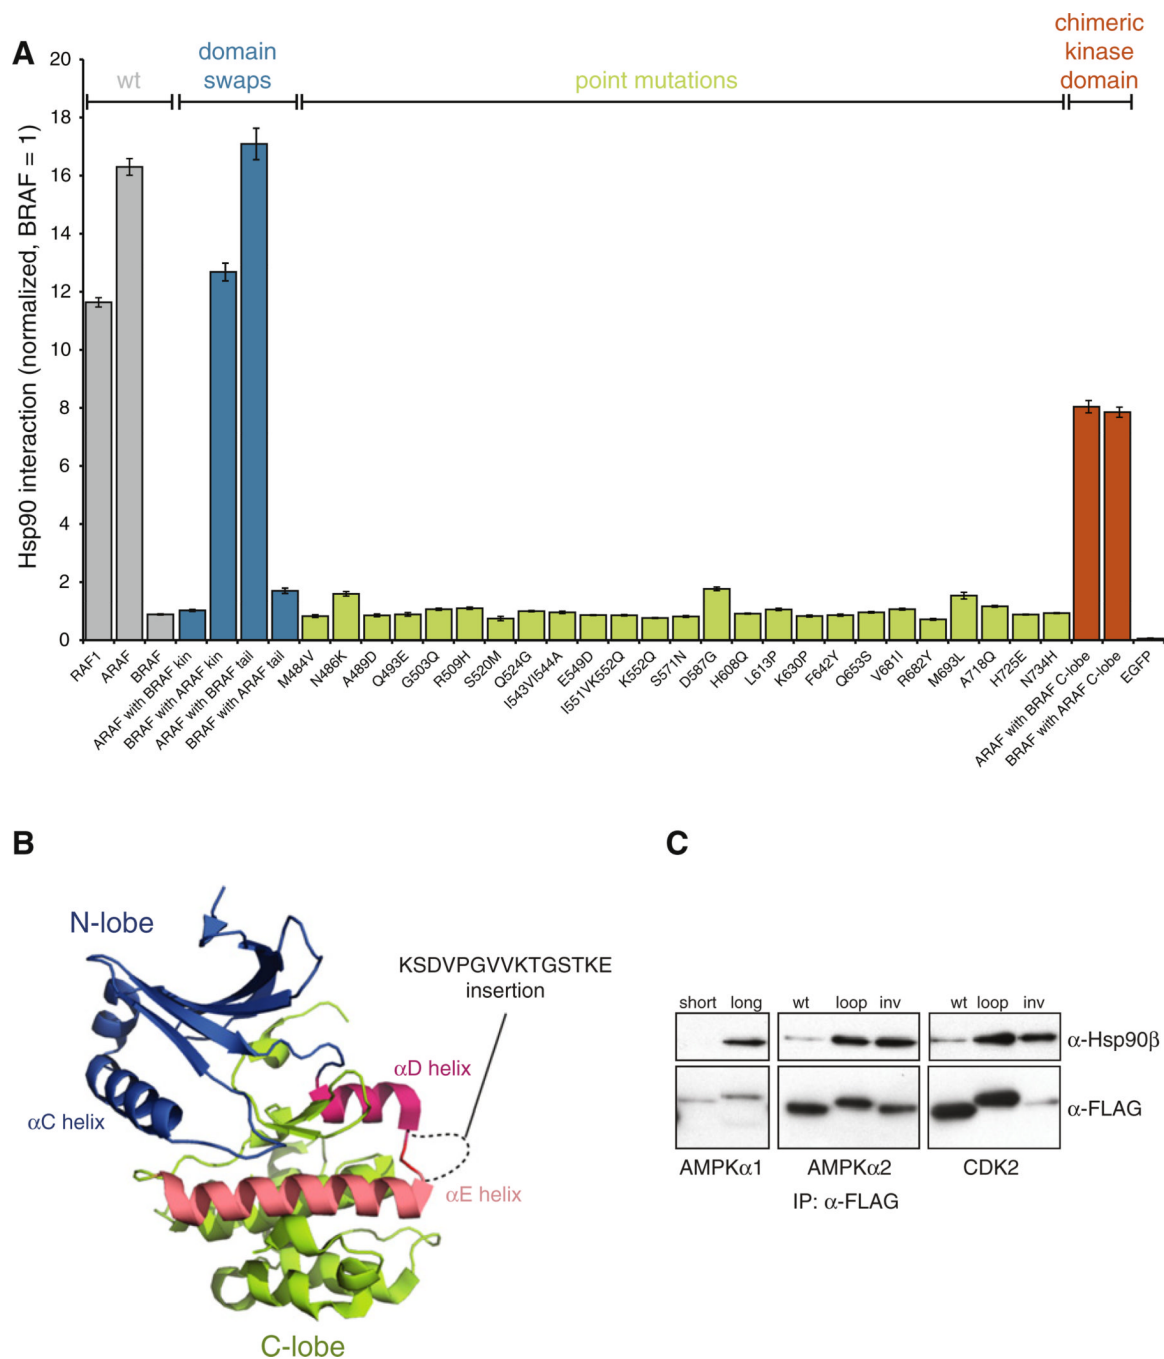 A
wt
domain
swaps
point mutations
chimeric
kinase
domain
Hsp90 interaction (normalized, BRAF = 1)
20
18
16
14
12
10
8
6
4
2
0
RAF1
ARAF
BRAF
ARAF with BRAF kin
BRAF with ARAF kin
ARAF with BRAF tail
BRAF with ARAF tail
M484V
N486K
A489D
Q493E
G503Q
R509H
S520M
Q524G
I543VI544A
E549D
I551VK552Q
K552Q
S571N
D587G
H608Q
L613P
K630P
F642Y
Q653S
V681I
R682Y
M693L
A718Q
H725E
N734H
ARAF with BRAF C-lobe
BRAF with ARAF C-lobe
EGFP
B
N-lobe
KSDVPGVVKTGSTKE
insertion
αD helix
αC helix
αE helix
C-lobe
C
short long wt loop inv wt loop inv
α-Hsp90β
α-FLAG
AMPKα1 AMPKα2 CDK2
IP: α-FLAG